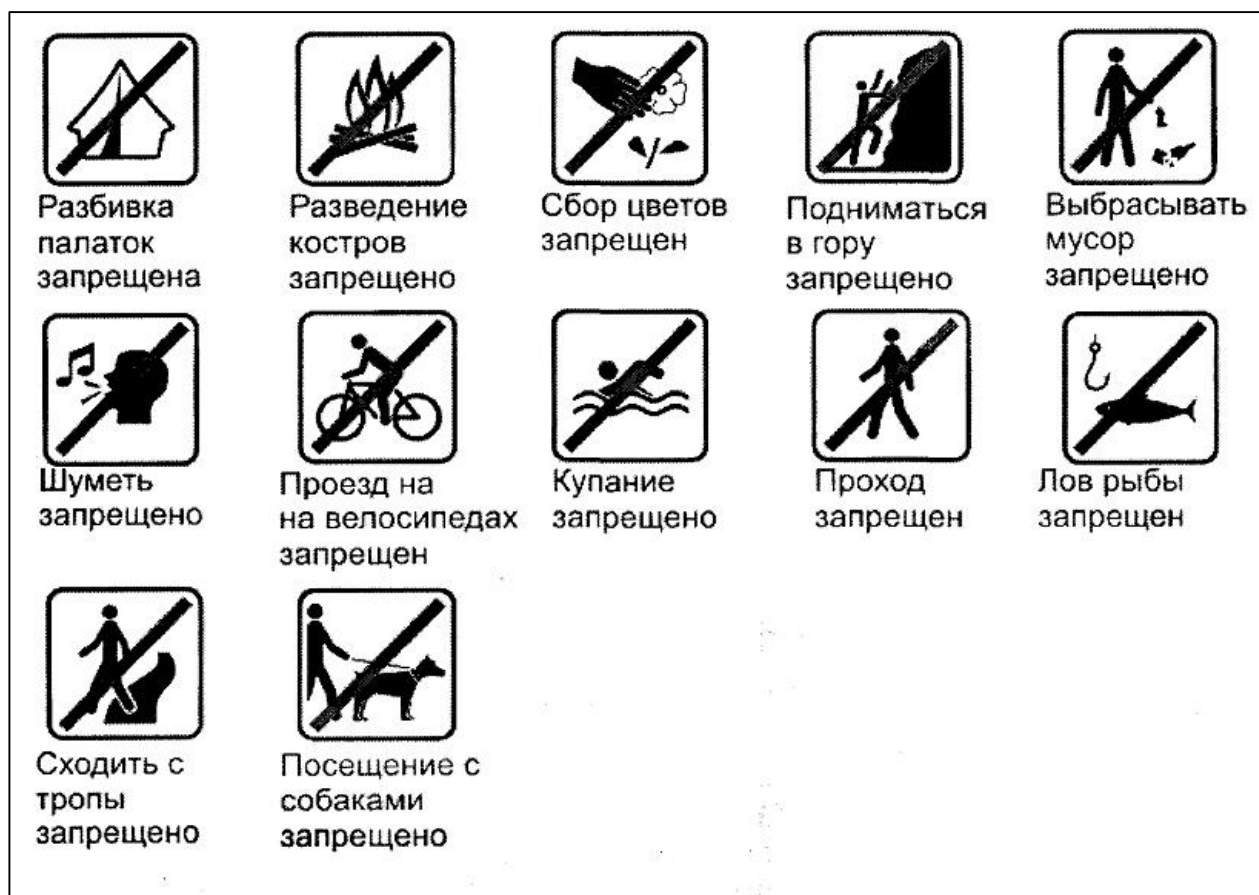 Разбивка
палаток
запрещена
Разведение
костров
запрещено
Сбор цветов
запрещен
Подниматься
в гору
запрещено
Выбрасывать
мусор
запрещено
Шуметь
запрещено
Проезд на
на велосипедах
запрещен
Купание
запрещено
Проход
запрещен
Лов рыбы
запрещен
Сходить с
тропы
запрещено
Посещение с
собаками
запрещено